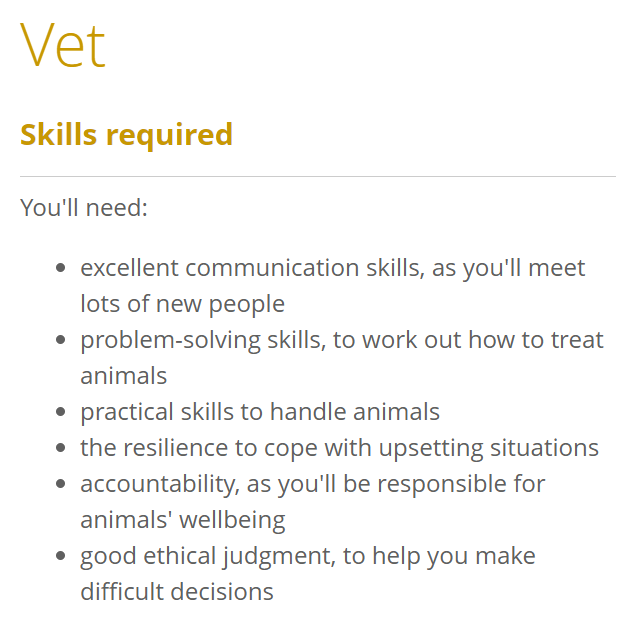 Vet
Skills required
You'll need:
• excellent communication skills, as you'll meet
lots of new people
• problem-solving skills, to work out how to treat
animals
• practical skills to handle animals
• the resilience to cope with upsetting situations
• accountability, as you'll be responsible for
animals' wellbeing
• good ethical judgment, to help you make
difficult decisions